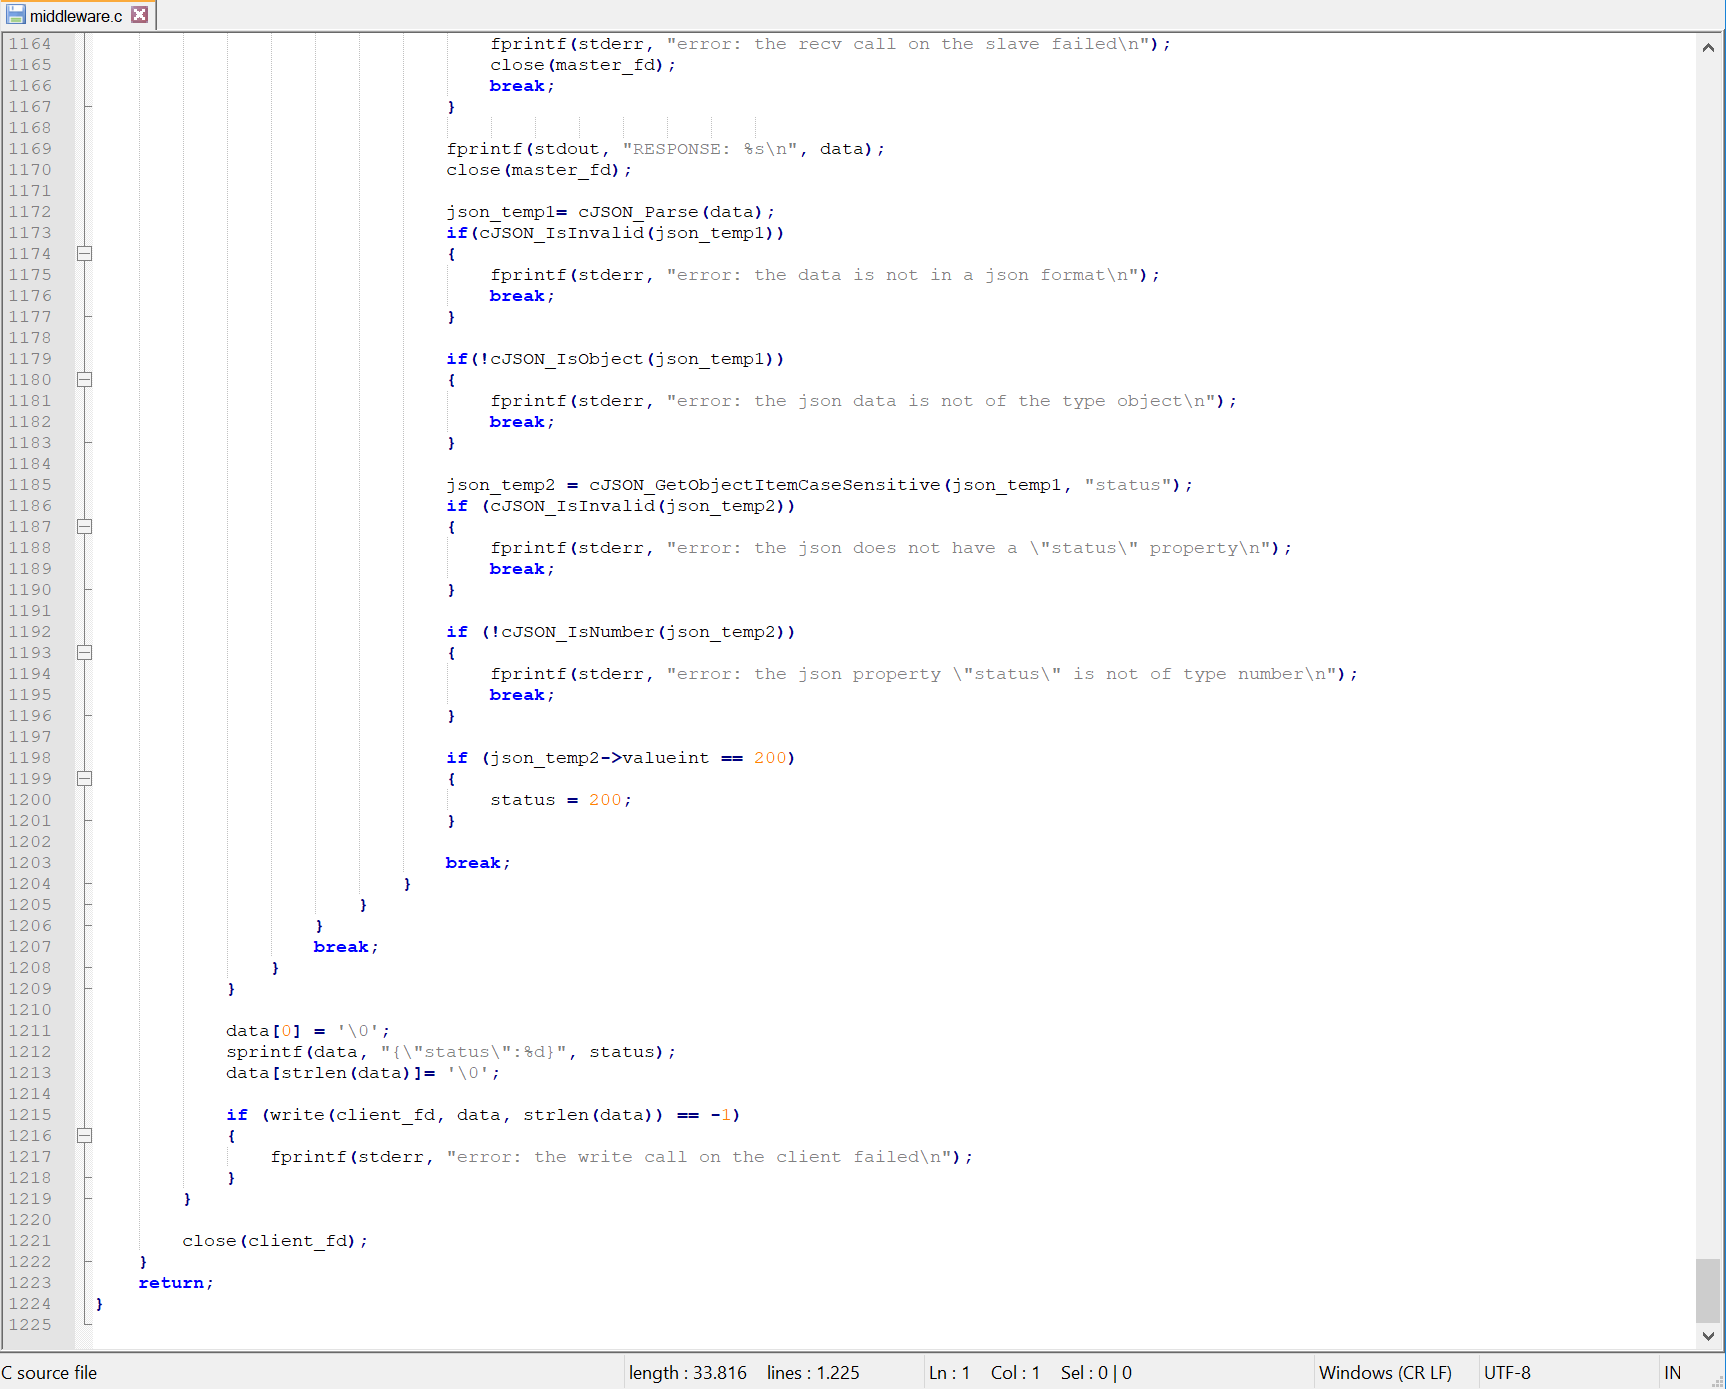 middleware.c
1164 fprintf(stderr, "error: the recv call on the slave failed\n");
1165 close(master_fd);
1166 break;
1167 }
1168
1169 fprintf(stdout, "RESPONSE: %s\n", data);
1170 close(master_fd);
1171
1172 json_temp1= cJSON_Parse(data);
1173 if(cJSON_IsInvalid(json_temp1))
1174 {
1175 fprintf(stderr, "error: the data is not in a json format\n");
1176 break;
1177 }
1178
1179 if(!cJSON_IsObject(json_temp1))
1180 {
1181 fprintf(stderr, "error: the json data is not of the type object\n");
1182 break;
1183 }
1184
1185 json_temp2 = cJSON_GetObjectItemCaseSensitive(json_temp1, "status");
1186 if (cJSON_IsInvalid(json_temp2))
1187 {
1188 fprintf(stderr, "error: the json does not have a \"status\" property\n");
1189 break;
1190 }
1191
1192 if (!cJSON_IsNumber(json_temp2))
1193 {
1194 fprintf(stderr, "error: the json property \"status\" is not of type number\n");
1195 break;
1196 }
1197
1198 if (json_temp2->valueint == 200)
1199 {
1200 status = 200;
1201 }
1202
1203 break;
1204 }
1205 }
1206 }
1207 break;
1208 }
1209 }
1210
1211 data[0] = '\0';
1212 sprintf(data, "{\"status\":%d}", status);
1213 data[strlen(data)]= '\0';
1214
1215 if (write(client_fd, data, strlen(data)) == -1)
1216 {
1217 fprintf(stderr, "error: the write call on the client failed\n");
1218 }
1219 }
1220
1221 close(client_fd);
1222 }
1223 return;
1224 }
1225
C source file length : 33.816 lines : 1.225 Ln : 1 Col : 1 Sel : 0 | 0 Windows (CR LF) UTF-8 IN